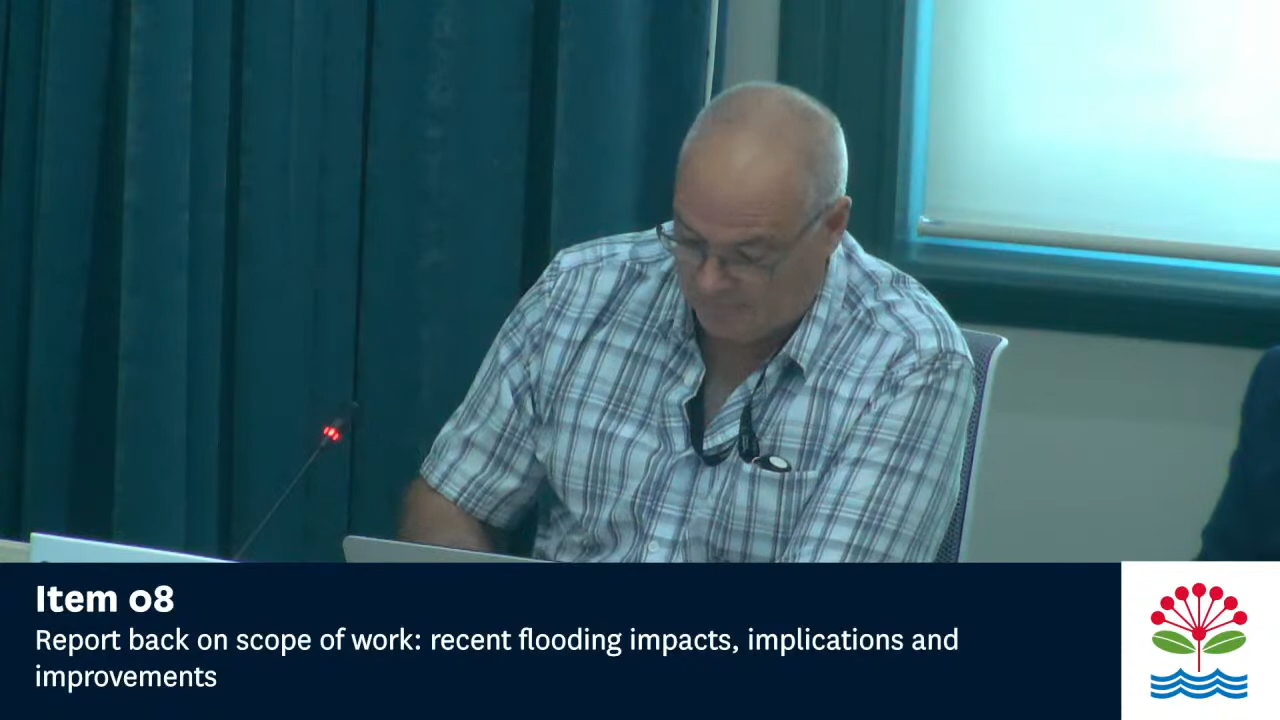 Item 08
Report back on scope of work: recent flooding impacts, implications and
improvements